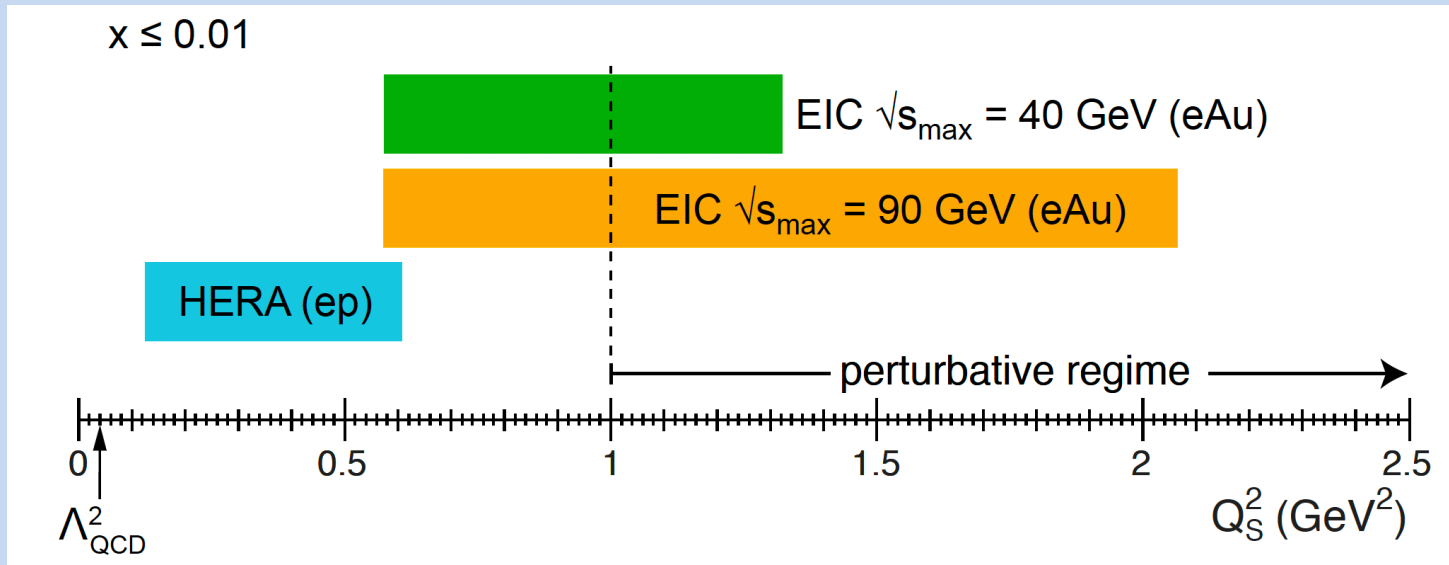 x ≤ 0.01
EIC √s_max = 40 GeV (eAu)
EIC √s_max = 90 GeV (eAu)
HERA (ep)
perturbative regime
0 0.5 1 1.5 2 2.5
Λ²_QCD
Q²_S (GeV²)